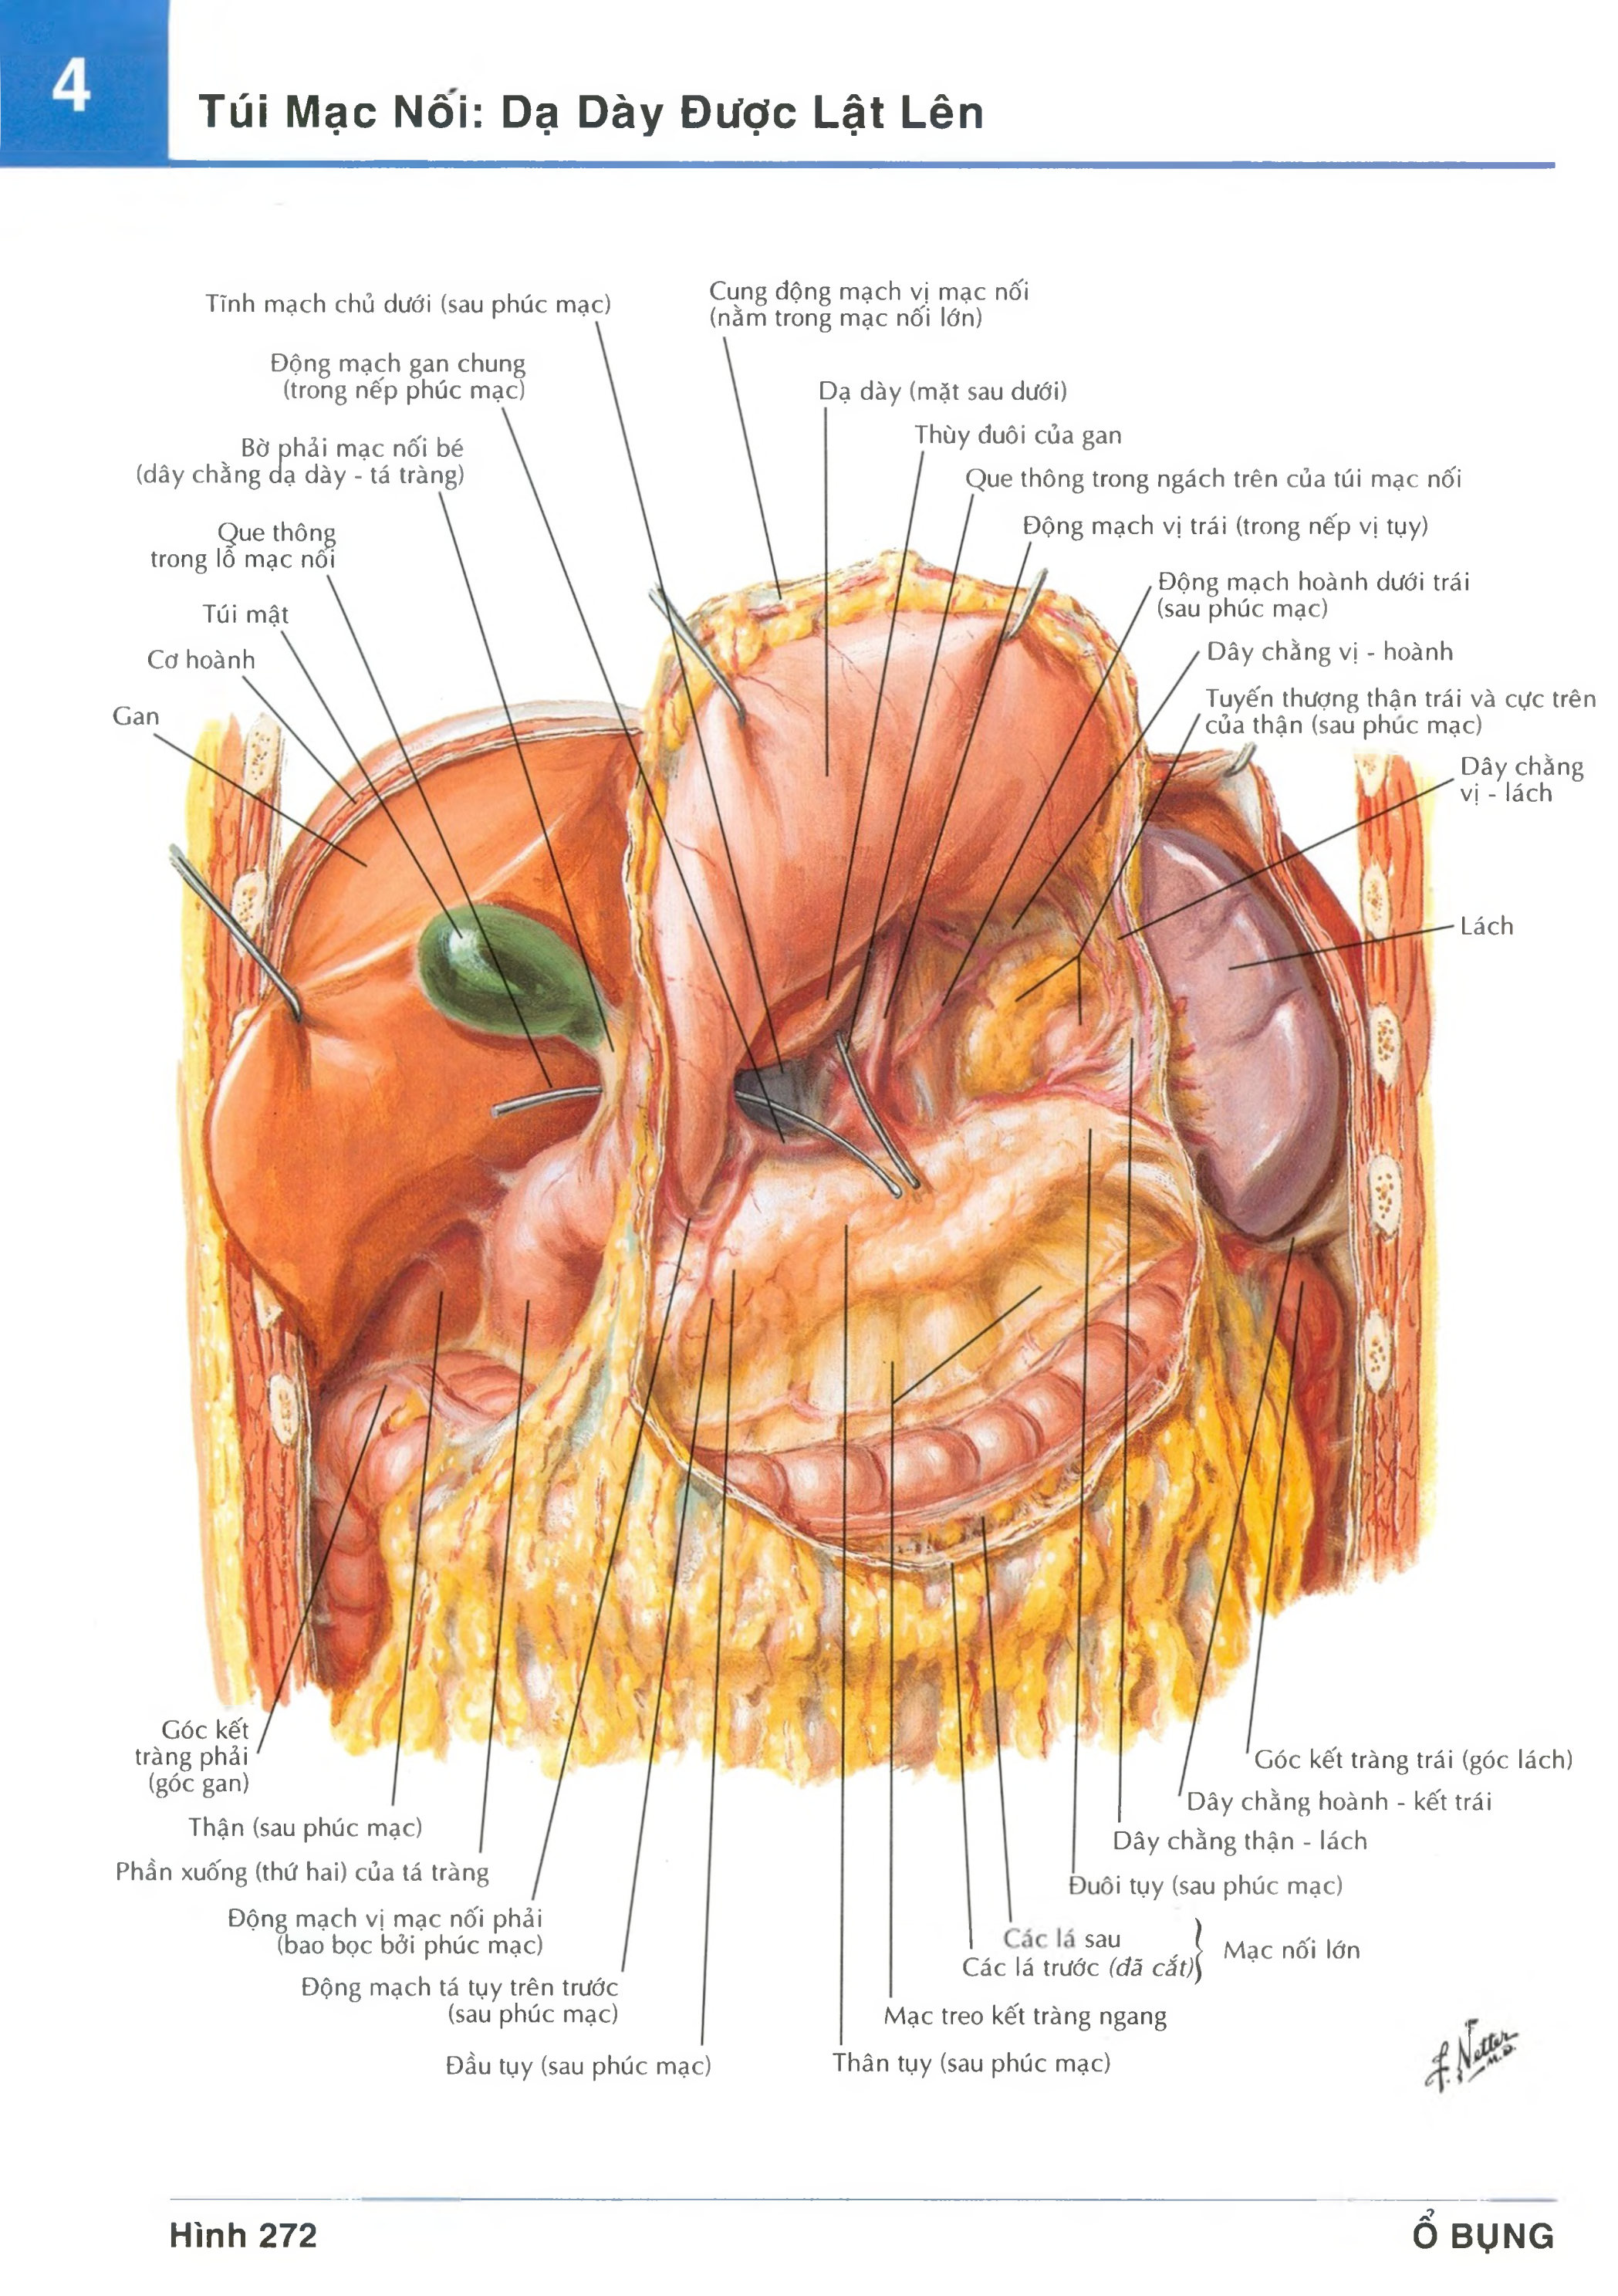 4
Túi Mạc Nối: Dạ Dày Được Lật Lên
Tĩnh mạch chủ dưới (sau phúc mạc)
Cung động mạch vị mạc nối
(nằm trong mạc nối lớn)
Động mạch gan chung
(trong nếp phúc mạc)
Dạ dày (mặt sau dưới)
Bờ phải mạc nối bé
(dây chằng dạ dày - tá tràng)
Thùy đuôi của gan
Que thông trong ngách trên của túi mạc nối
Que thông
trong lỗ mạc nối
Động mạch vị trái (trong nếp vị tụy)
Túi mật
Động mạch hoành dưới trái
(sau phúc mạc)
Cơ hoành
Dây chằng vị - hoành
Gan
Tuyến thượng thận trái và cực trên
của thận (sau phúc mạc)
Dây chằng
vị - lách
Lách
Góc kết
tràng phải
(góc gan)
Góc kết tràng trái (góc lách)
Dây chằng hoành - kết trái
Thận (sau phúc mạc)
Dây chằng thận - lách
Phần xuống (thứ hai) của tá tràng
Đuôi tụy (sau phúc mạc)
Động mạch vị mạc nối phải
(bao bọc bởi phúc mạc)
Các lá sau
Các lá trước (đã cắt)
Mạc nối lớn
Động mạch tá tụy trên trước
(sau phúc mạc)
Mạc treo kết tràng ngang
Đầu tụy (sau phúc mạc)
Thân tụy (sau phúc mạc)
F. Netter
M.D.
Hình 272
Ổ BỤNG